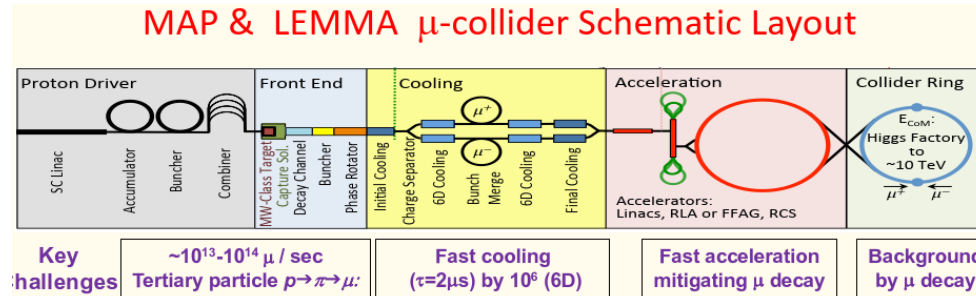 MAP & LEMMA μ-collider Schematic Layout
Proton Driver
Front End
Cooling
Acceleration
Collider Ring
μ+
μ−
E_CoM:
Higgs Factory
to
~10 TeV
μ+
μ−
SC Linac
Accumulator
Buncher
Combiner
MW-Class Target
Capture Sol.
Decay Channel
Buncher
Phase Rotator
Initial Cooling
Charge Separator
6D Cooling
Bunch
Merge
6D Cooling
Final Cooling
Accelerators:
Linacs, RLA or FFAG, RCS
Key
Challenges
~10¹³-10¹⁴ μ / sec
Tertiary particle p→π→μ:
Fast cooling
(τ=2μs) by 10⁶ (6D)
Fast acceleration
mitigating μ decay
Background
by μ decay